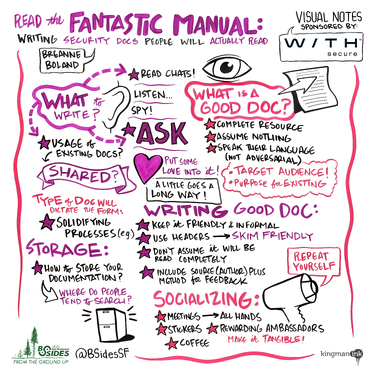 READ the FANTASTIC MANUAL:
WRITING SECURITY DOCS PEOPLE WILL ACTUALLY READ
VISUAL NOTES
SPONSORED BY:
WITH
secure
BREANNE
BOLAND
READ CHATS!
LISTEN...
SPY!
ASK
WHAT to
WRITE?
USAGE of
EXISTING DOCS?
SHARED?
TYPE of DOC WILL
DICTATE the FORM:
SOLIDIFYING
PROCESSES (eg)
PUT SOME
LOVE into it!
A LITTLE GOES A
LONG WAY!
WHAT IS A
GOOD DOC?
COMPLETE RESOURCE
ASSUME NOTHING
SPEAK THEIR LANGUAGE
(NOT ADVERSARIAL)
• TARGET AUDIENCE!
• PURPOSE for EXISTING
WRITING GOOD DOC:
KEEP it FRIENDLY & INFORMAL
USE HEADERS → SKIM FRIENDLY
DON'T ASSUME it WILL BE
READ COMPLETELY
INCLUDE SOURCE (AUTHOR) PLUS
METHOD for FEEDBACK
STORAGE:
HOW to STORE YOUR
DOCUMENTATION?
WHERE DO PEOPLE
TEND to SEARCH?
SOCIALIZING:
MEETINGS → ALL HANDS
STICKERS
REWARDING AMBASSADORS
COFFEE
MAKE it TANGIBLE!
REPEAT
YOURSELF
BSIDES
FROM THE GROUND UP
@BSidesSF
kingmanink